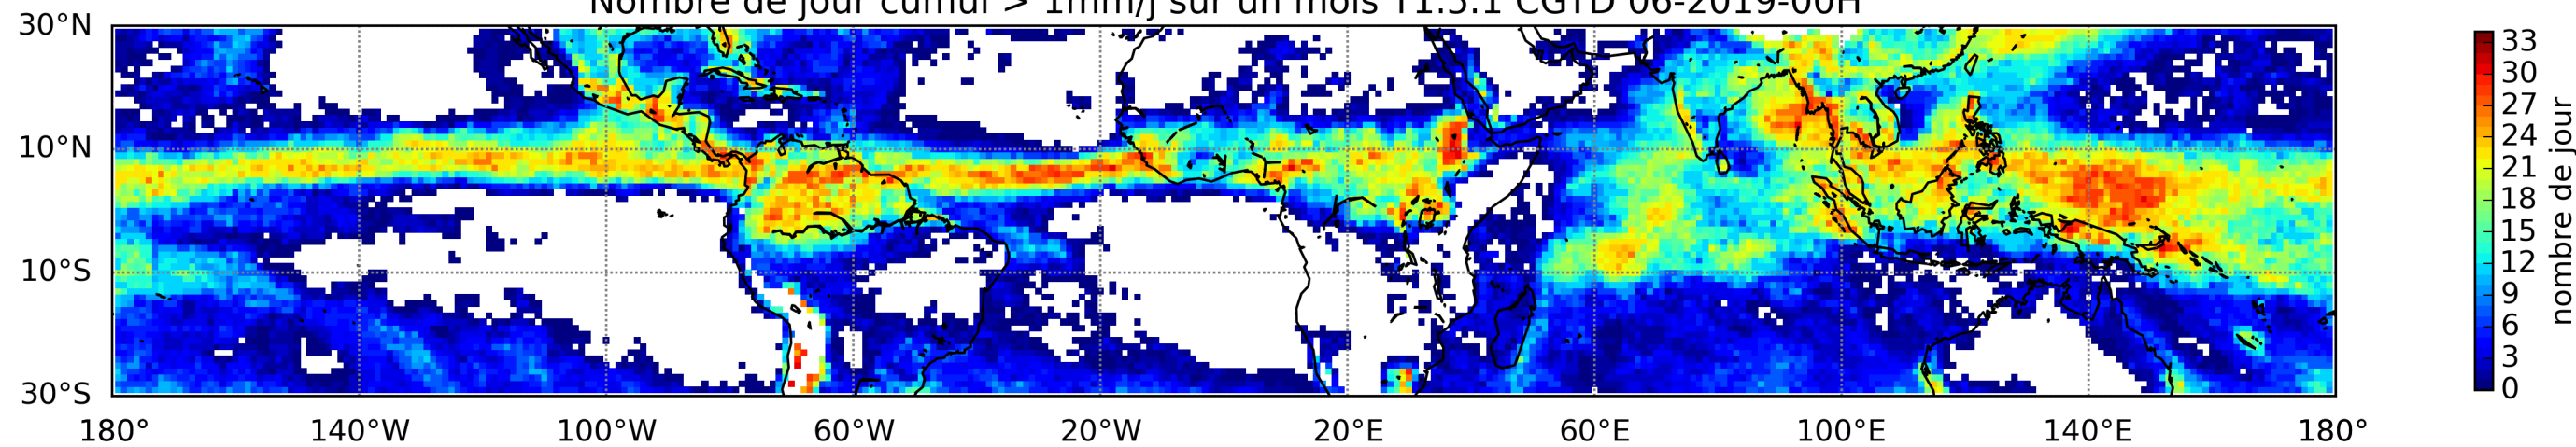 Nombre de jour cumul > 1mm/j sur un mois T1.5.1 CGTD 06-2019-00H
30°N
10°N
10°S
30°S
180° 140°W 100°W 60°W 20°W 20°E 60°E 100°E 140°E 180°
33
30
27
24
21
18
15
12
9
6
3
0
nombre de jour